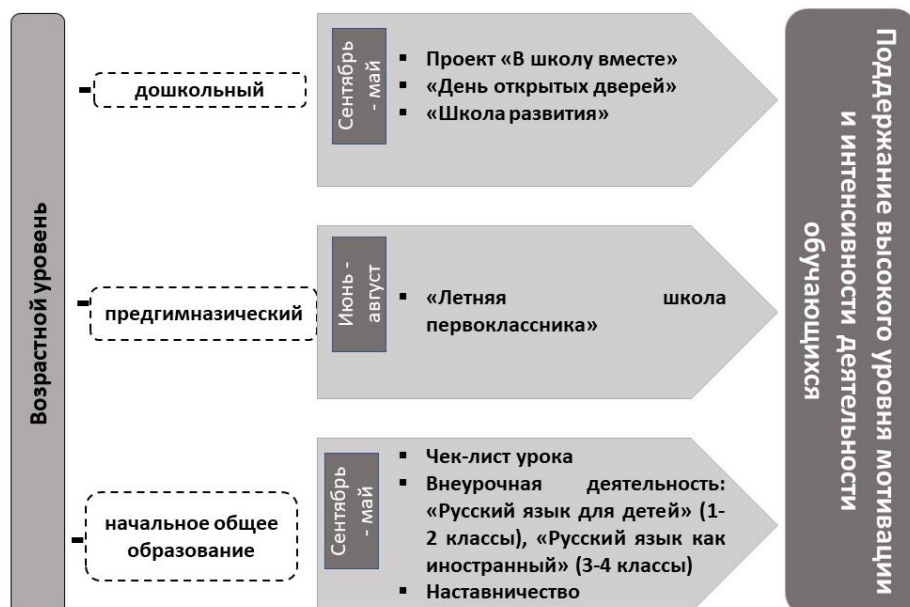 Возрастной уровень
дошкольный
Сентябрь
- май
▪ Проект «В школу вместе»
▪ «День открытых дверей»
▪ «Школа развития»
предгимназический
Июнь -
август
▪ «Летняя школа
первоклассника»
начальное общее
образование
Сентябрь
- май
▪ Чек-лист урока
▪ Внеурочная деятельность:
«Русский язык для детей» (1-
2 классы), «Русский язык как
иностранный» (3-4 классы)
▪ Наставничество
Поддержание высокого уровня мотивации
и интенсивности деятельности
обучающихся